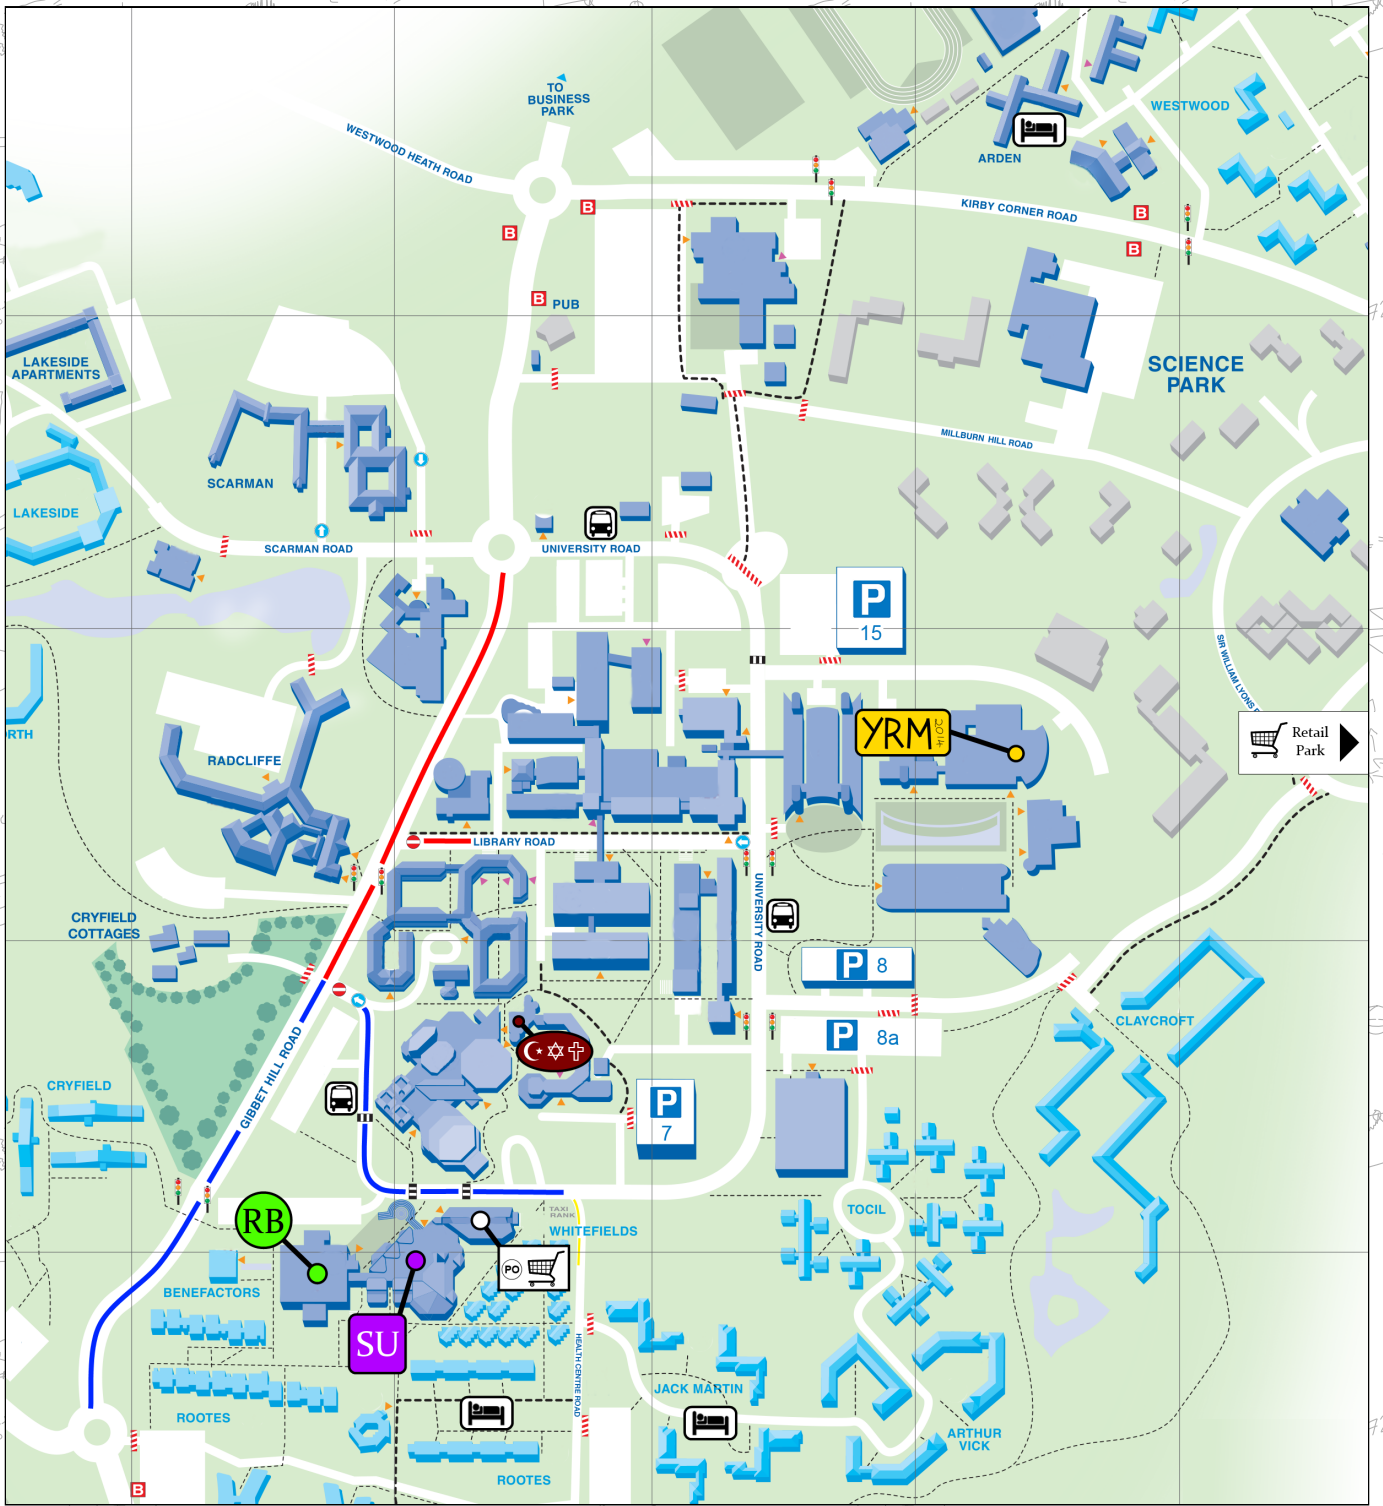 TO
BUSINESS
PARK
WESTWOOD HEATH ROAD
WESTWOOD
ARDEN
KIRBY CORNER ROAD
B
B
B
B
B
PUB
LAKESIDE
APARTMENTS
SCIENCE
PARK
MILLBURN HILL ROAD
SCARMAN
LAKESIDE
SCARMAN ROAD
UNIVERSITY ROAD
P
15
SIR WILLIAM LYONS
RTH
YRM
2014
Retail
Park
RADCLIFFE
LIBRARY ROAD
UNIVERSITY ROAD
CRYFIELD
COTTAGES
P 8
P 8a
CLAYCROFT
GIBBET HILL ROAD
CRYFIELD
P
7
TAXI
RANK
WHITEFIELDS
TOCIL
RB
PO
BENEFACTORS
SU
HEALTH CENTRE ROAD
JACK MARTIN
ROOTES
ARTHUR
VICK
ROOTES
B